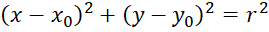 (x − x₀)² + (y − y₀)² = r²